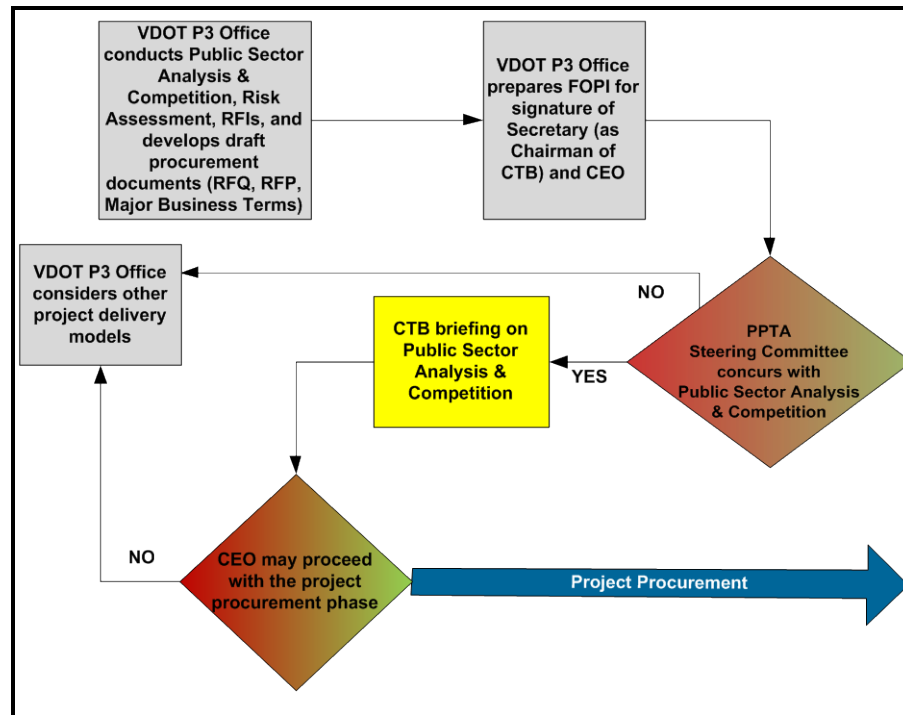 VDOT P3 Office
conducts Public Sector
Analysis &
Competition, Risk
Assessment, RFIs, and
develops draft
procurement
documents (RFQ, RFP,
Major Business Terms)
VDOT P3 Office
prepares FOPI for
signature of
Secretary (as
Chairman of
CTB) and CEO
VDOT P3 Office
considers other
project delivery
models
NO
CTB briefing on
Public Sector
Analysis &
Competition
YES
PPTA
Steering Committee
concurs with
Public Sector Analysis
& Competition
NO
CEO may proceed
with the project
procurement phase
Project Procurement